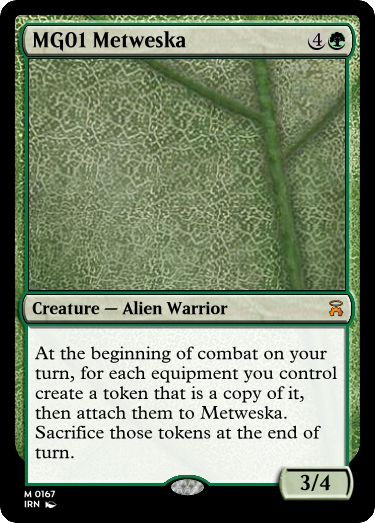 MG01 Metweska 4
Creature — Alien Warrior
At the beginning of combat on your
turn, for each equipment you control
create a token that is a copy of it,
then attach them to Metweska.
Sacrifice those tokens at the end of
turn.
3/4
M 0167
IRN